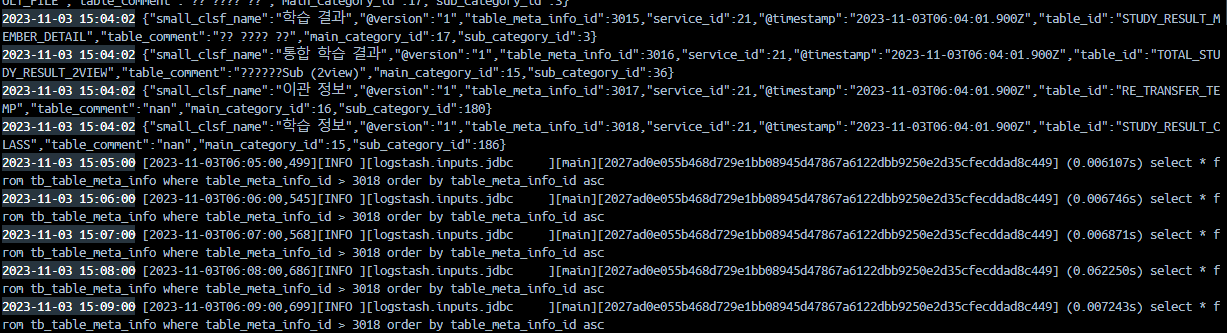 ULT_FILE","table_comment":"?? ???? ??","main_category_id":17,"sub_category_id":3}
2023-11-03 15:04:02 {"small_clsf_name":"학습 결과","@version":"1","table_meta_info_id":3015,"service_id":21,"@timestamp":"2023-11-03T06:04:01.900Z","table_id":"STUDY_RESULT_M
EMBER_DETAIL","table_comment":"?? ???? ??","main_category_id":17,"sub_category_id":3}
2023-11-03 15:04:02 {"small_clsf_name":"통합 학습 결과","@version":"1","table_meta_info_id":3016,"service_id":21,"@timestamp":"2023-11-03T06:04:01.900Z","table_id":"TOTAL_STU
DY_RESULT_2VIEW","table_comment":"??????Sub (2view)","main_category_id":15,"sub_category_id":36}
2023-11-03 15:04:02 {"small_clsf_name":"이관 정보","@version":"1","table_meta_info_id":3017,"service_id":21,"@timestamp":"2023-11-03T06:04:01.900Z","table_id":"RE_TRANSFER_TE
MP","table_comment":"nan","main_category_id":16,"sub_category_id":180}
2023-11-03 15:04:02 {"small_clsf_name":"학습 정보","@version":"1","table_meta_info_id":3018,"service_id":21,"@timestamp":"2023-11-03T06:04:01.900Z","table_id":"STUDY_RESULT_C
LASS","table_comment":"nan","main_category_id":15,"sub_category_id":186}
2023-11-03 15:05:00 [2023-11-03T06:05:00,499][INFO ][logstash.inputs.jdbc     ][main][2027ad0e055b468d729e1bb08945d47867a6122dbb9250e2d35cfecddad8c449] (0.006107s) select * f
rom tb_table_meta_info where table_meta_info_id > 3018 order by table_meta_info_id asc
2023-11-03 15:06:00 [2023-11-03T06:06:00,545][INFO ][logstash.inputs.jdbc     ][main][2027ad0e055b468d729e1bb08945d47867a6122dbb9250e2d35cfecddad8c449] (0.006746s) select * f
rom tb_table_meta_info where table_meta_info_id > 3018 order by table_meta_info_id asc
2023-11-03 15:07:00 [2023-11-03T06:07:00,568][INFO ][logstash.inputs.jdbc     ][main][2027ad0e055b468d729e1bb08945d47867a6122dbb9250e2d35cfecddad8c449] (0.006871s) select * f
rom tb_table_meta_info where table_meta_info_id > 3018 order by table_meta_info_id asc
2023-11-03 15:08:00 [2023-11-03T06:08:00,686][INFO ][logstash.inputs.jdbc     ][main][2027ad0e055b468d729e1bb08945d47867a6122dbb9250e2d35cfecddad8c449] (0.062250s) select * f
rom tb_table_meta_info where table_meta_info_id > 3018 order by table_meta_info_id asc
2023-11-03 15:09:00 [2023-11-03T06:09:00,699][INFO ][logstash.inputs.jdbc     ][main][2027ad0e055b468d729e1bb08945d47867a6122dbb9250e2d35cfecddad8c449] (0.007243s) select * f
rom tb_table_meta_info where table_meta_info_id > 3018 order by table_meta_info_id asc